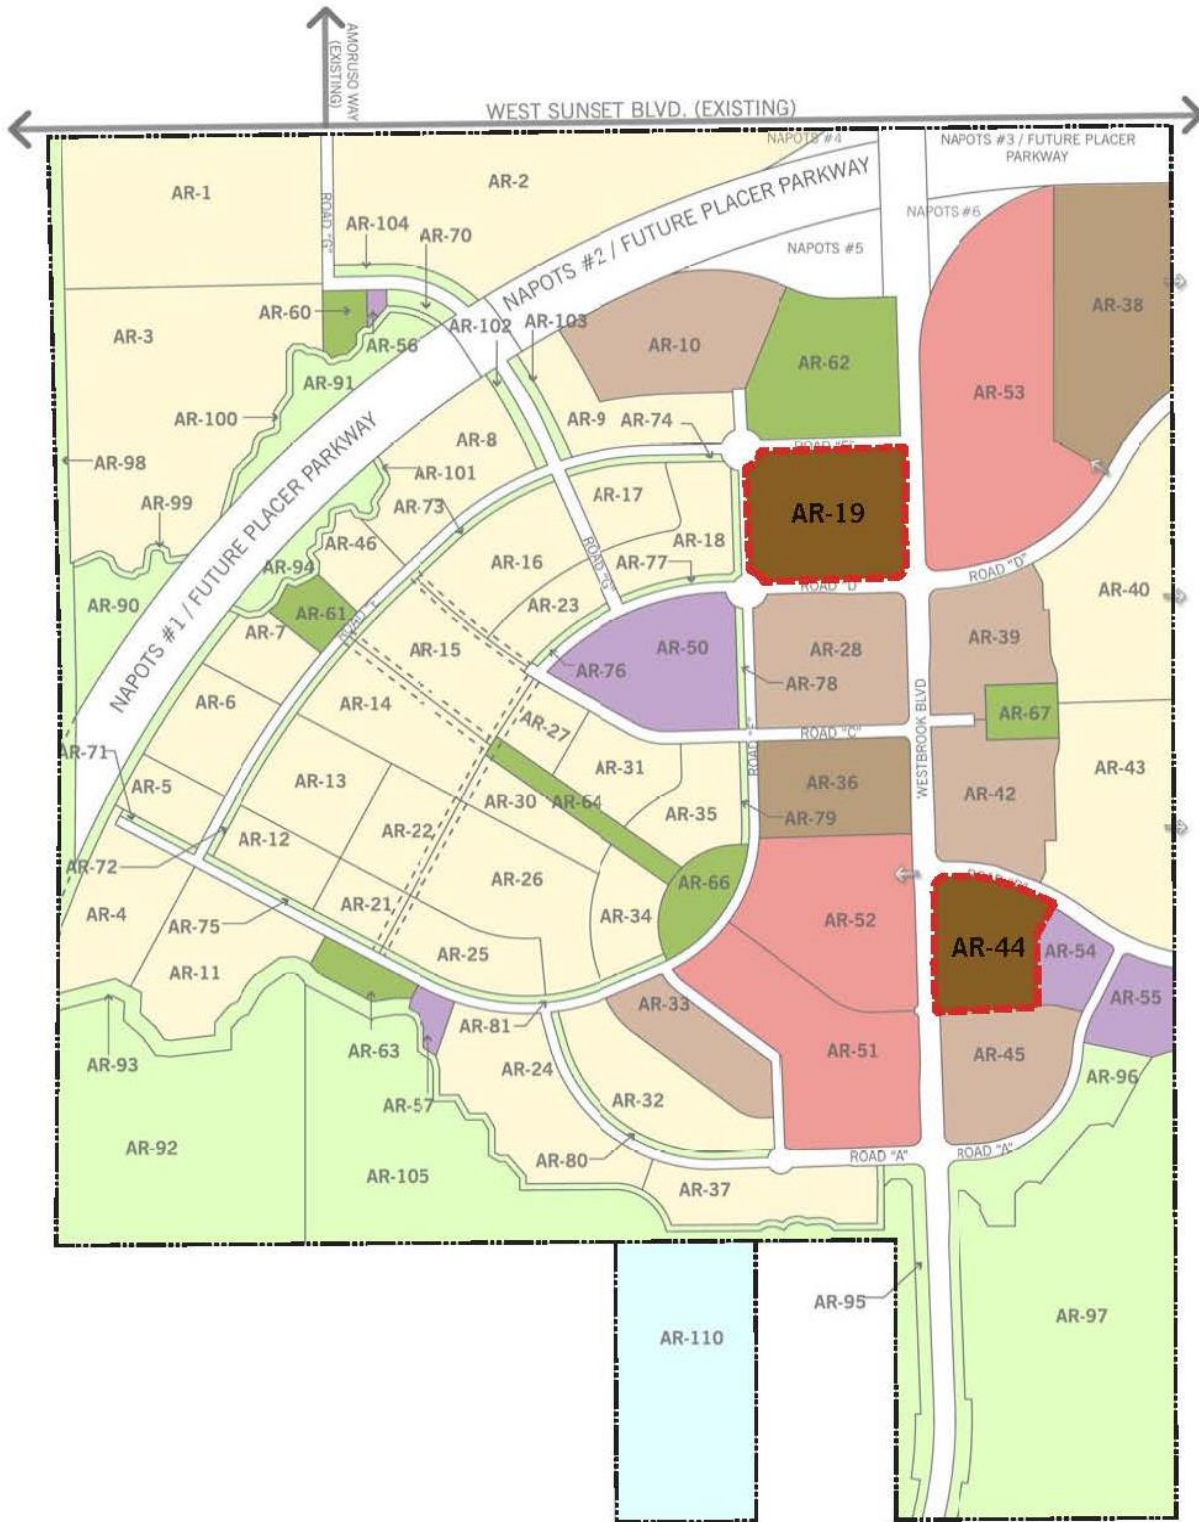 AMORUSO WAY
(EXISTING)
WEST SUNSET BLVD. (EXISTING)
NAPOTS #4
NAPOTS #3 / FUTURE PLACER
PARKWAY
AR-1
AR-2
NAPOTS #2 / FUTURE PLACER PARKWAY
ROAD "G"
AR-104
AR-70
NAPOTS #6
NAPOTS #5
AR-60
AR-38
AR-102
AR-103
AR-3
AR-56
AR-10
AR-62
AR-91
AR-53
AR-100
AR-9
AR-74
AR-8
ROAD "E"
AR-98
AR-101
AR-17
AR-99
AR-73
AR-19
AR-46
AR-18
AR-16
AR-77
ROAD "G"
AR-94
ROAD "D"
ROAD "D"
AR-40
AR-90
AR-23
AR-61
AR-7
AR-39
NAPOTS #1 / FUTURE PLACER PARKWAY
AR-15
AR-50
AR-28
AR-76
AR-78
AR-6
AR-14
AR-67
AR-27
WESTBROOK BLVD
ROAD "C"
AR-71
AR-5
AR-13
AR-31
AR-43
AR-36
AR-42
AR-30
AR-64
AR-35
AR-79
AR-22
AR-12
AR-72
AR-26
AR-66
AR-21
AR-4
AR-34
AR-52
AR-75
AR-44
AR-54
AR-25
AR-11
AR-55
AR-33
AR-81
AR-63
AR-51
AR-45
AR-93
AR-24
AR-96
AR-32
AR-57
AR-92
AR-80
ROAD "A"
ROAD "A"
AR-105
AR-37
AR-95
AR-97
AR-110